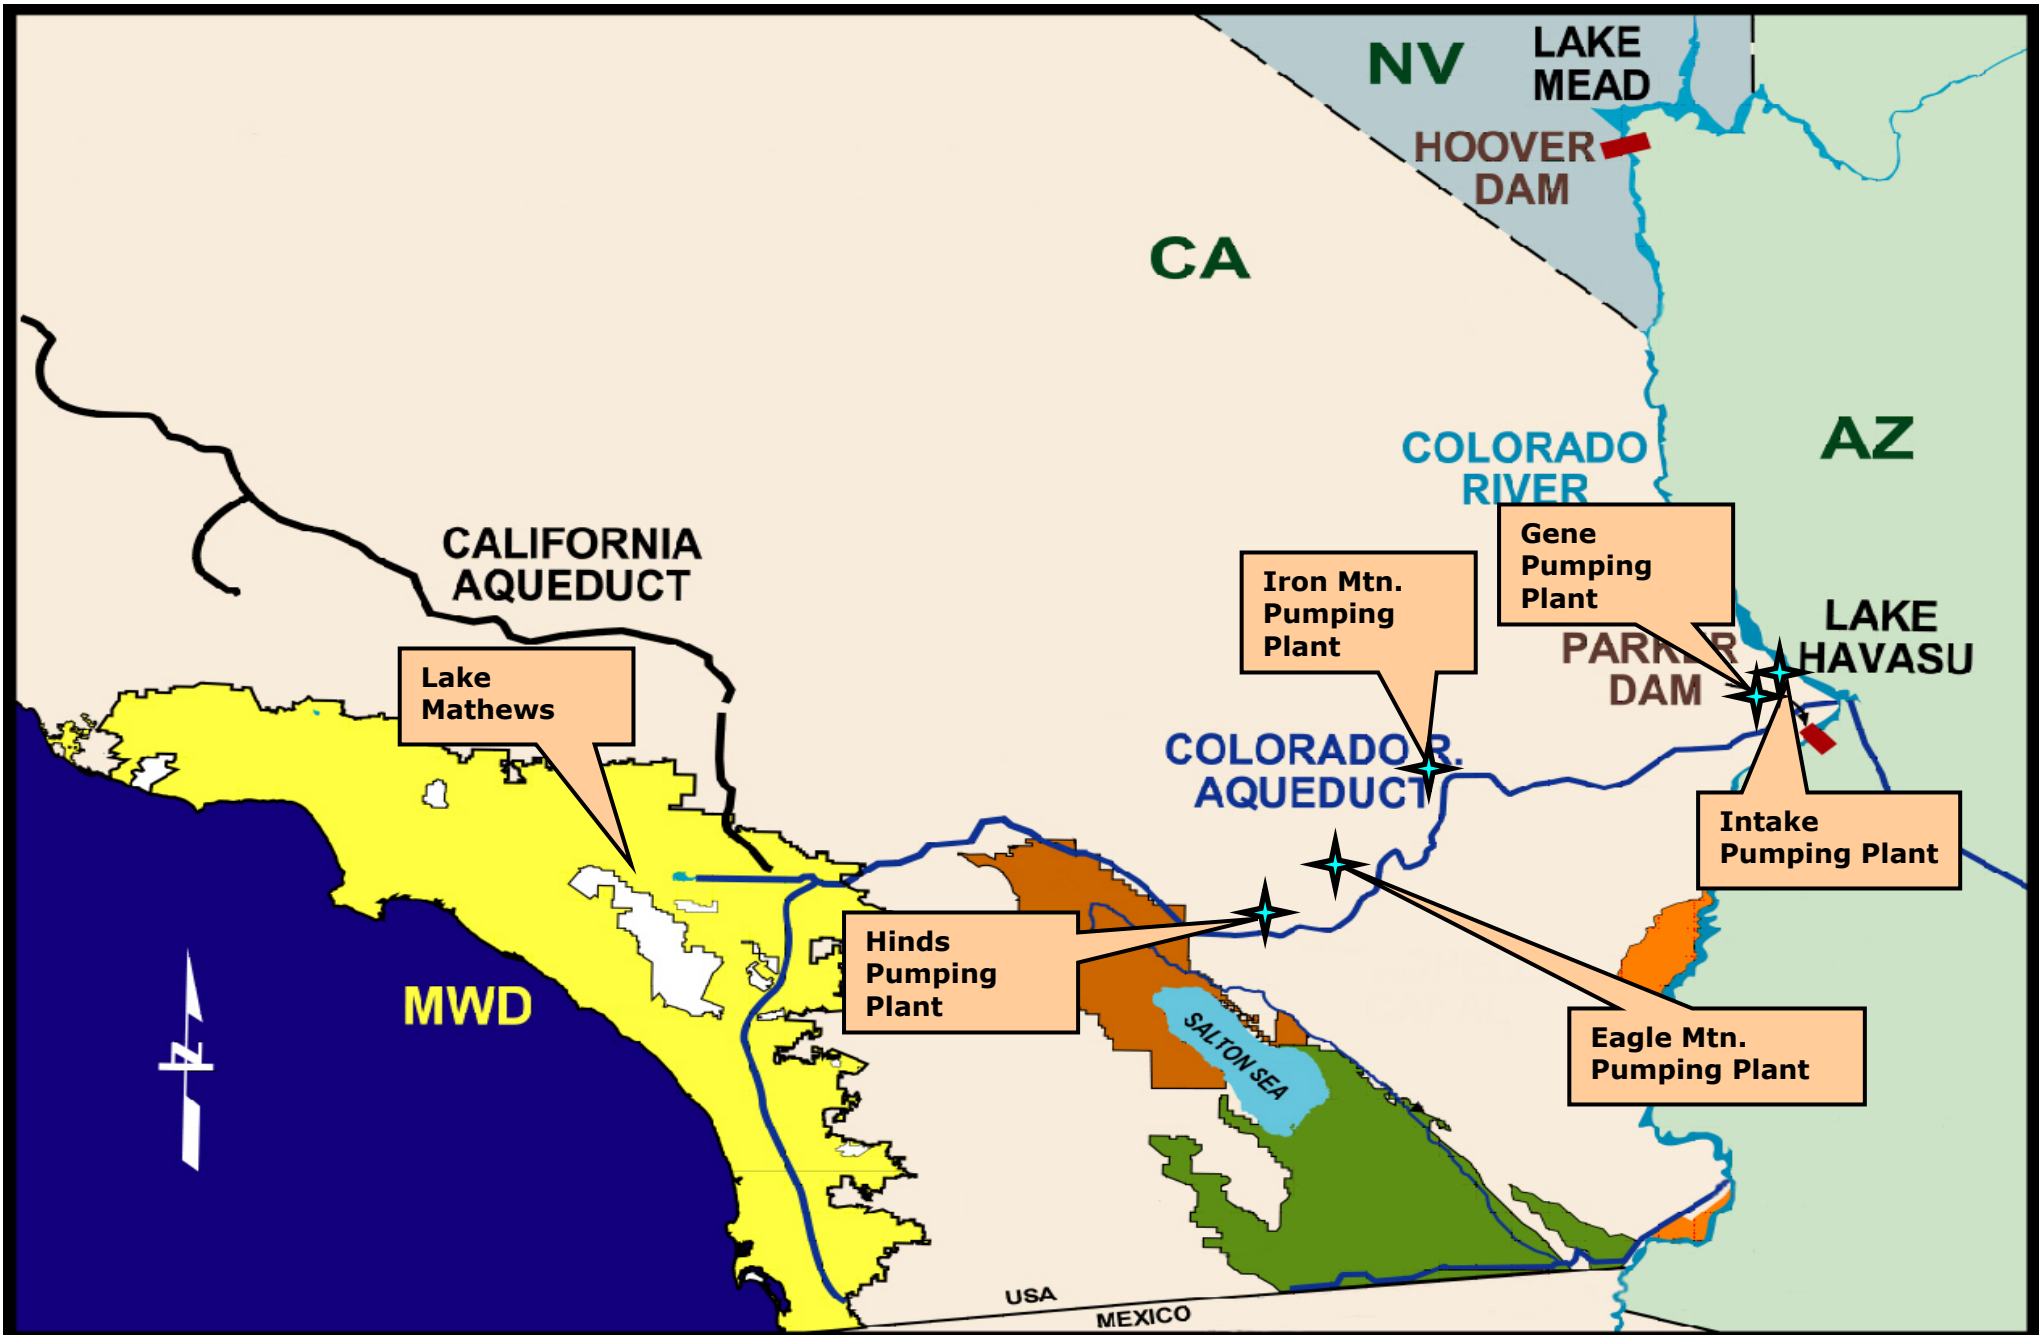 NV
LAKE
MEAD
HOOVER
DAM
CA
AZ
COLORADO
RIVER
Gene
Pumping
Plant
CALIFORNIA
AQUEDUCT
Iron Mtn.
Pumping
Plant
LAKE
HAVASU
PARKER
DAM
Lake
Mathews
COLORADO R.
AQUEDUCT
Intake
Pumping Plant
Hinds
Pumping
Plant
MWD
N
SALTON SEA
Eagle Mtn.
Pumping Plant
USA
MEXICO